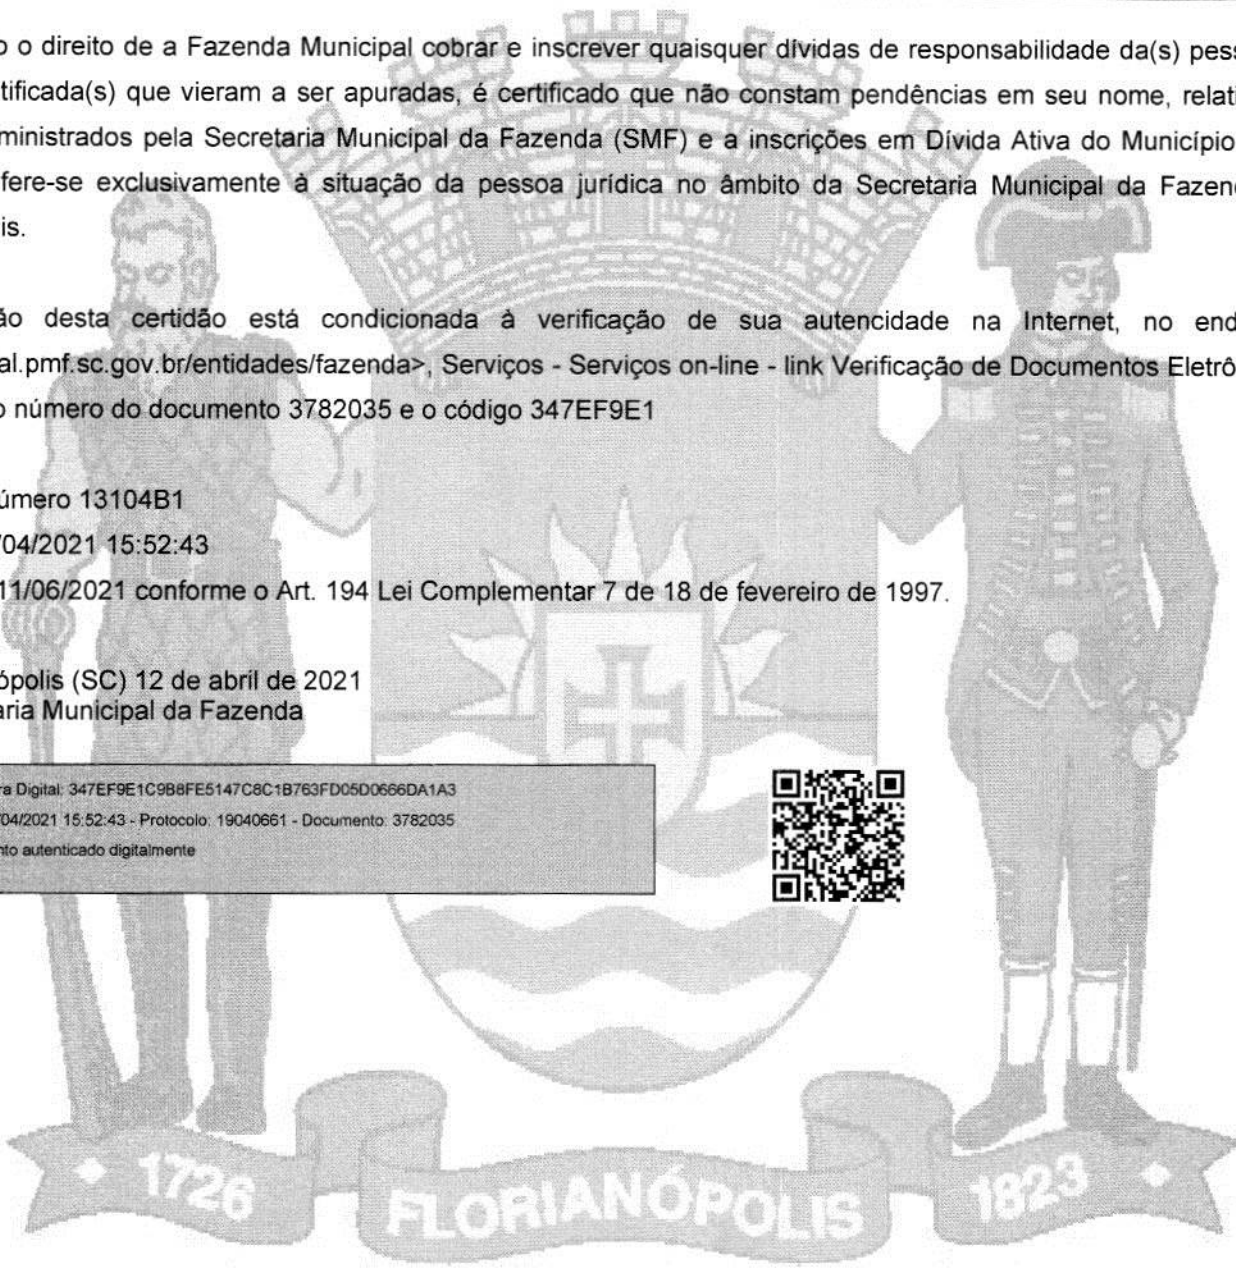 o o direito de a Fazenda Municipal cobrar e inscrever quaisquer dívidas de responsabilidade da(s) pess
tificada(s) que vieram a ser apuradas, é certificado que não constam pendências em seu nome, relati
ministrados pela Secretaria Municipal da Fazenda (SMF) e a inscrições em Dívida Ativa do Município
fere-se exclusivamente à situação da pessoa jurídica no âmbito da Secretaria Municipal da Fazen
is.
ão desta certidão está condicionada à verificação de sua autencidade na Internet, no end
al.pmf.sc.gov.br/entidades/fazenda>, Serviços - Serviços on-line - link Verificação de Documentos Eletrô
o número do documento 3782035 e o código 347EF9E1
úmero 13104B1
/04/2021 15:52:43
11/06/2021 conforme o Art. 194 Lei Complementar 7 de 18 de fevereiro de 1997.
ópolis (SC) 12 de abril de 2021
aria Municipal da Fazenda
ra Digital: 347EF9E1C9B8FE5147C8C1B763FD05D0666DA1A3
/04/2021 15:52:43 - Protocolo: 19040661 - Documento: 3782035
nto autenticado digitalmente
1726 FLORIANÓPOLIS 1823